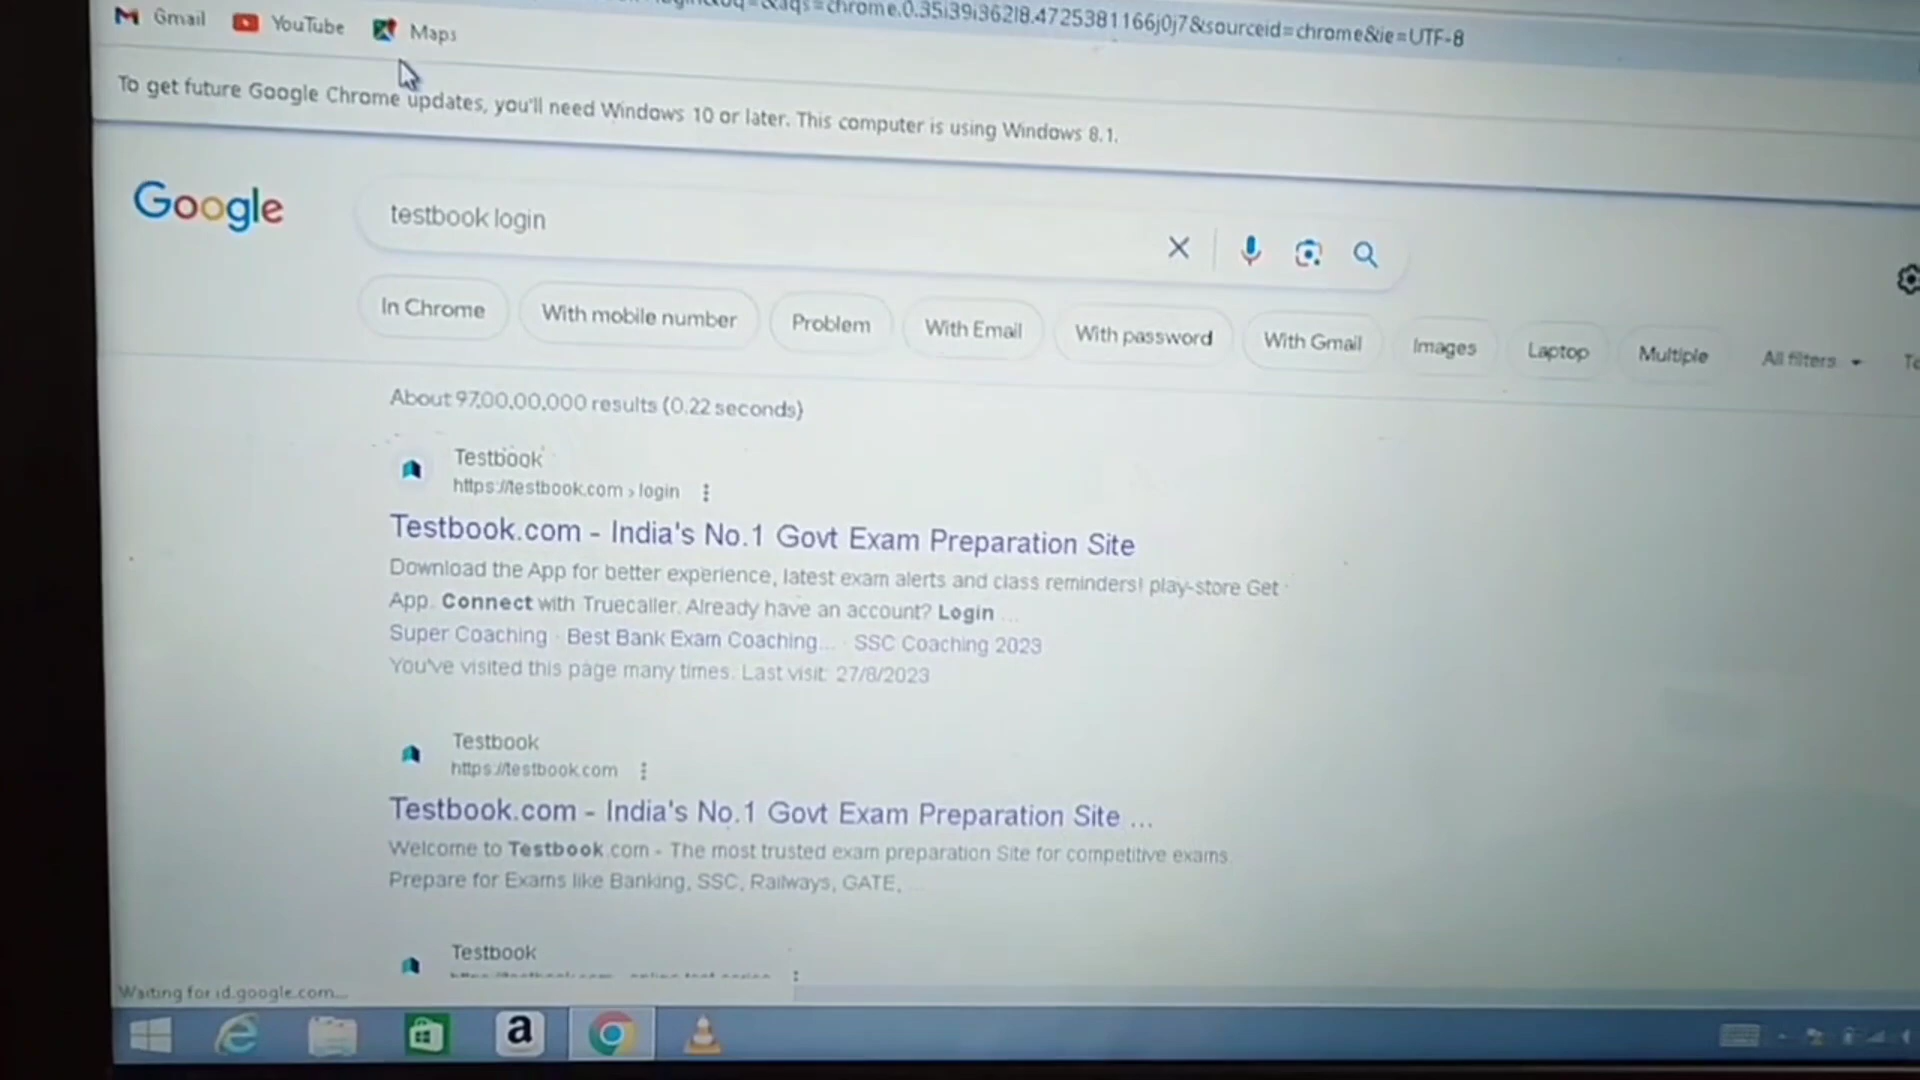 chrome.0.35i39i362l8.4725381166j0j7&sourceid=chrome&ie=UTF-8
Gmail YouTube Maps
To get future Google Chrome updates, you'll need Windows 10 or later. This computer is using Windows 8.1.
Google
testbook login
In Chrome With mobile number Problem With Email With password With Gmail Images Laptop Multiple All filters
About 97,00,00,000 results (0.22 seconds)
Testbook
https://testbook.com › login
Testbook.com - India's No.1 Govt Exam Preparation Site
Download the App for better experience, latest exam alerts and class reminders! play-store Get
App. Connect with Truecaller. Already have an account? Login ...
Super Coaching · Best Bank Exam Coaching... · SSC Coaching 2023
You've visited this page many times. Last visit: 27/8/2023
Testbook
https://testbook.com
Testbook.com - India's No.1 Govt Exam Preparation Site ...
Welcome to Testbook.com - The most trusted exam preparation Site for competitive exams.
Prepare for Exams like Banking, SSC, Railways, GATE, ...
Testbook
Waiting for id.google.com...
a